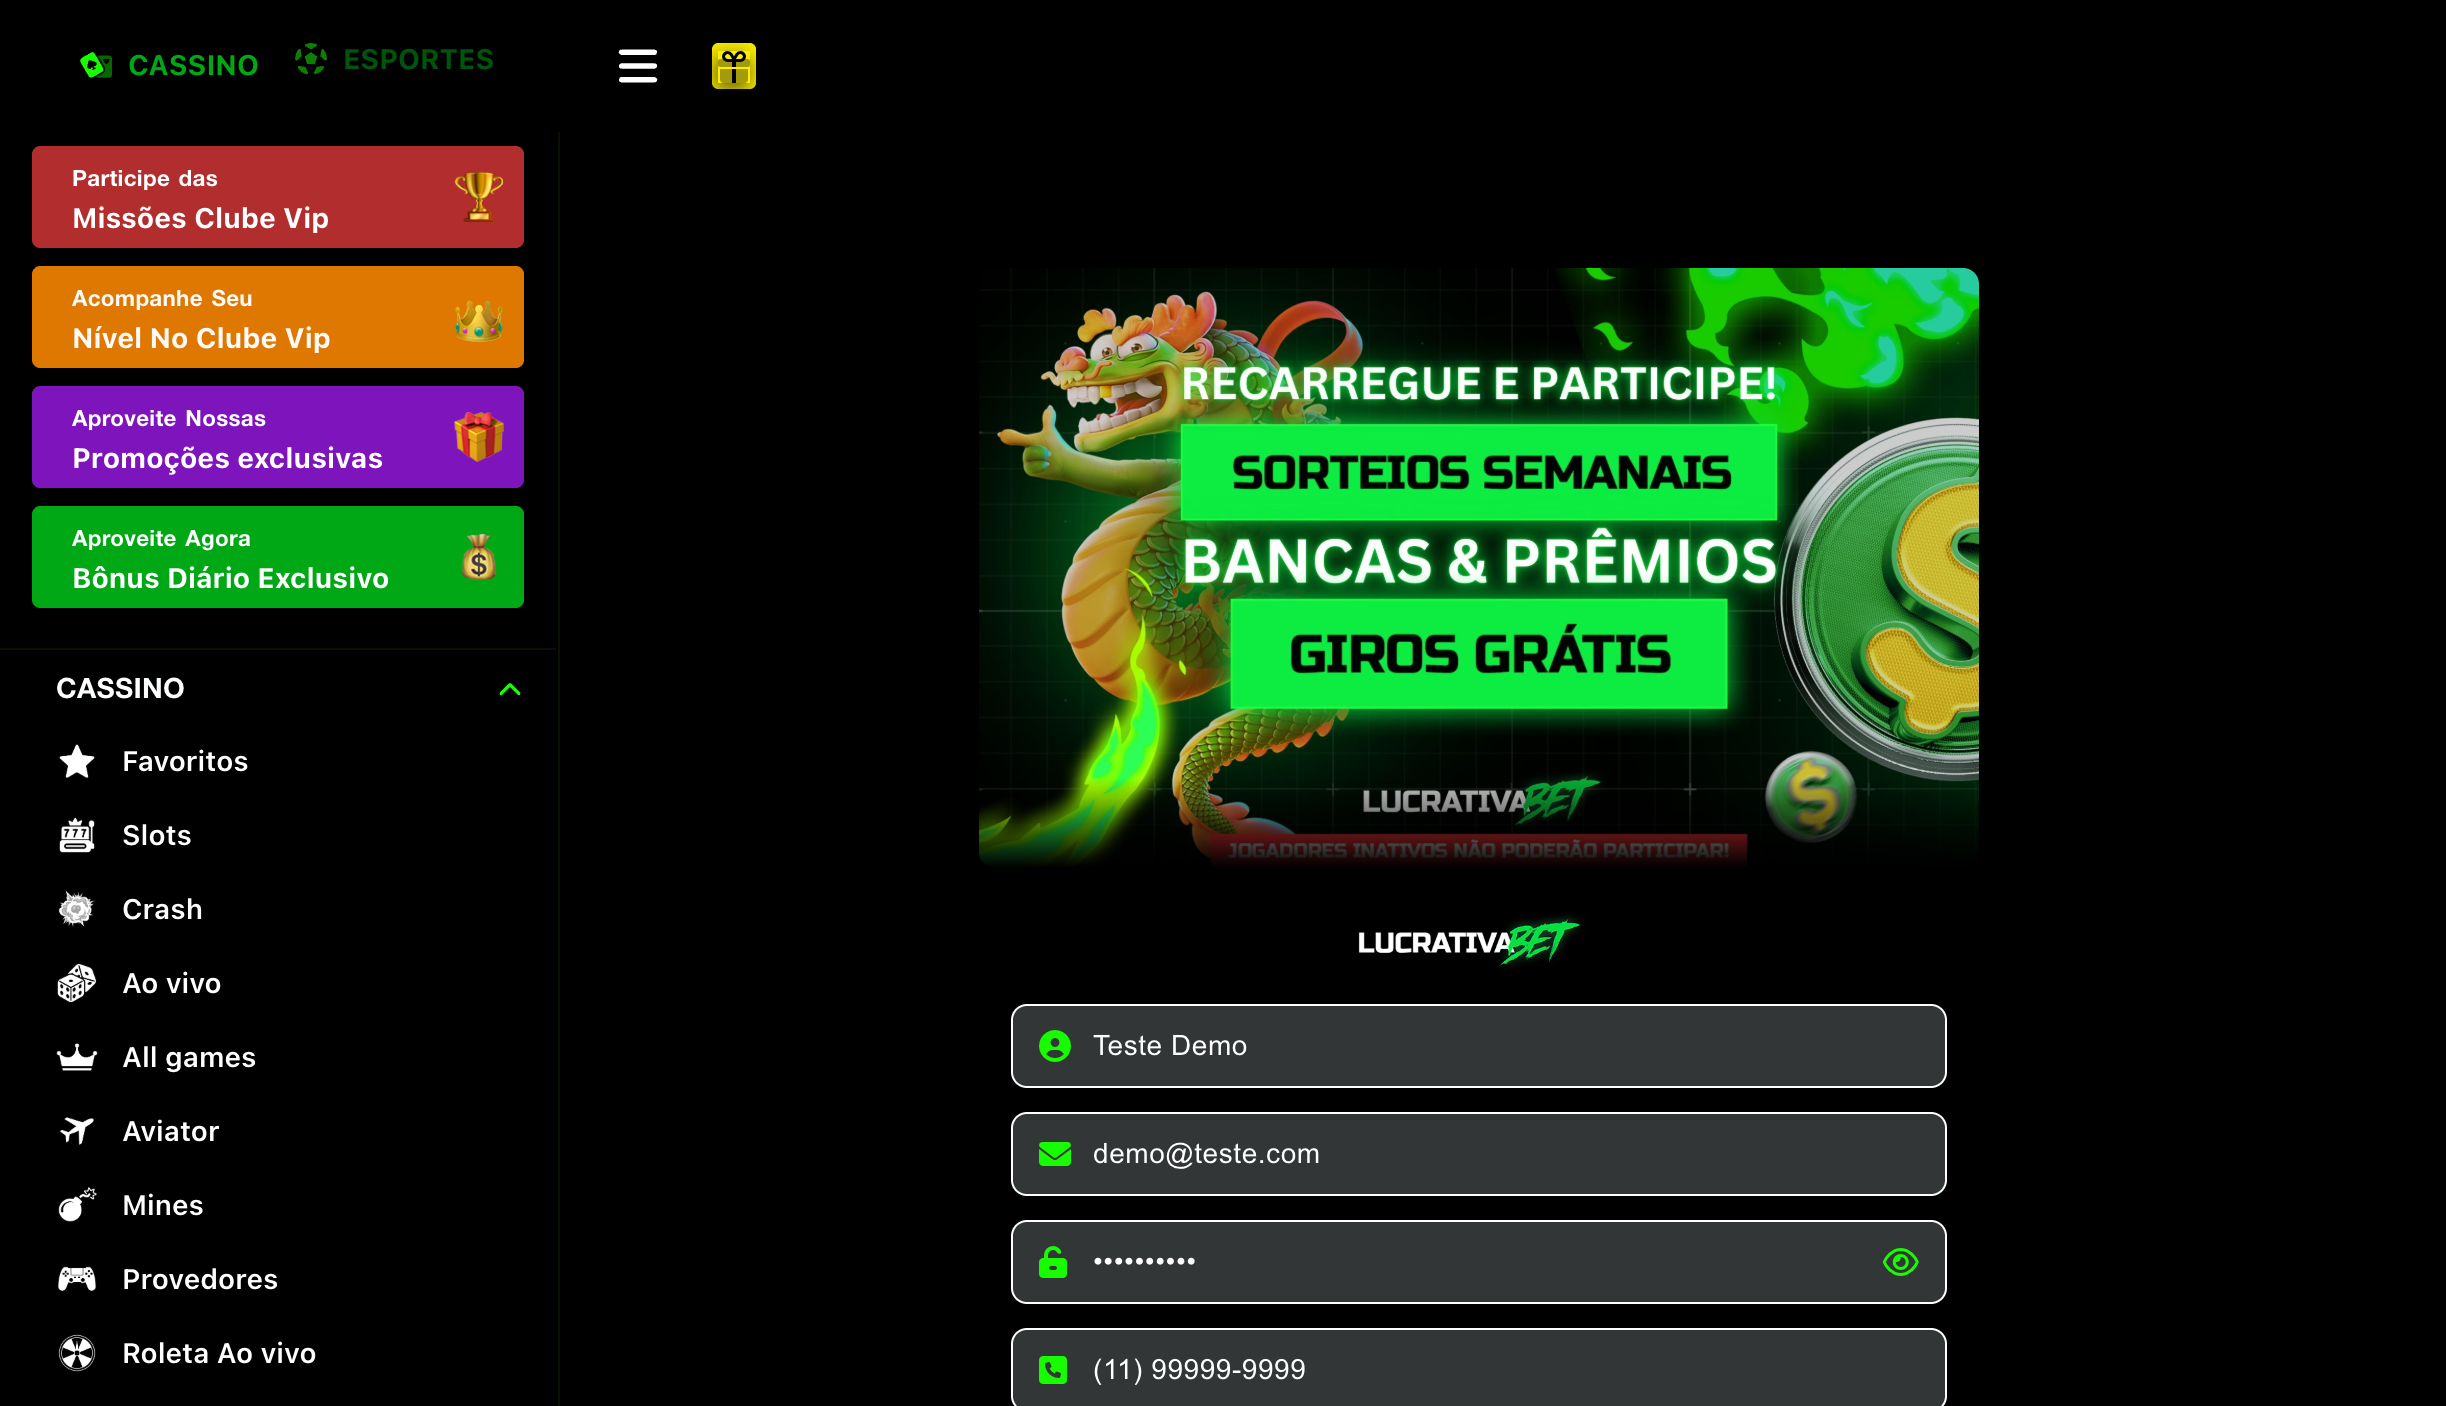 CASSINO
ESPORTES
Participe das
Missões Clube Vip
Acompanhe Seu
Nível No Clube Vip
Aproveite Nossas
Promoções exclusivas
Aproveite Agora
Bônus Diário Exclusivo
CASSINO
Favoritos
Slots
777
Crash
Ao vivo
All games
Aviator
Mines
Provedores
Roleta Ao vivo
RECARREGUE E PARTICIPE!
SORTEIOS SEMANAIS
BANCAS & PRÊMIOS
GIROS GRÁTIS
LUCRATIVABET
JOGADORES INATIVOS NÃO PODERÃO PARTICIPAR!
LUCRATIVABET
Teste Demo
demo@teste.com
••••••••••
(11) 99999-9999